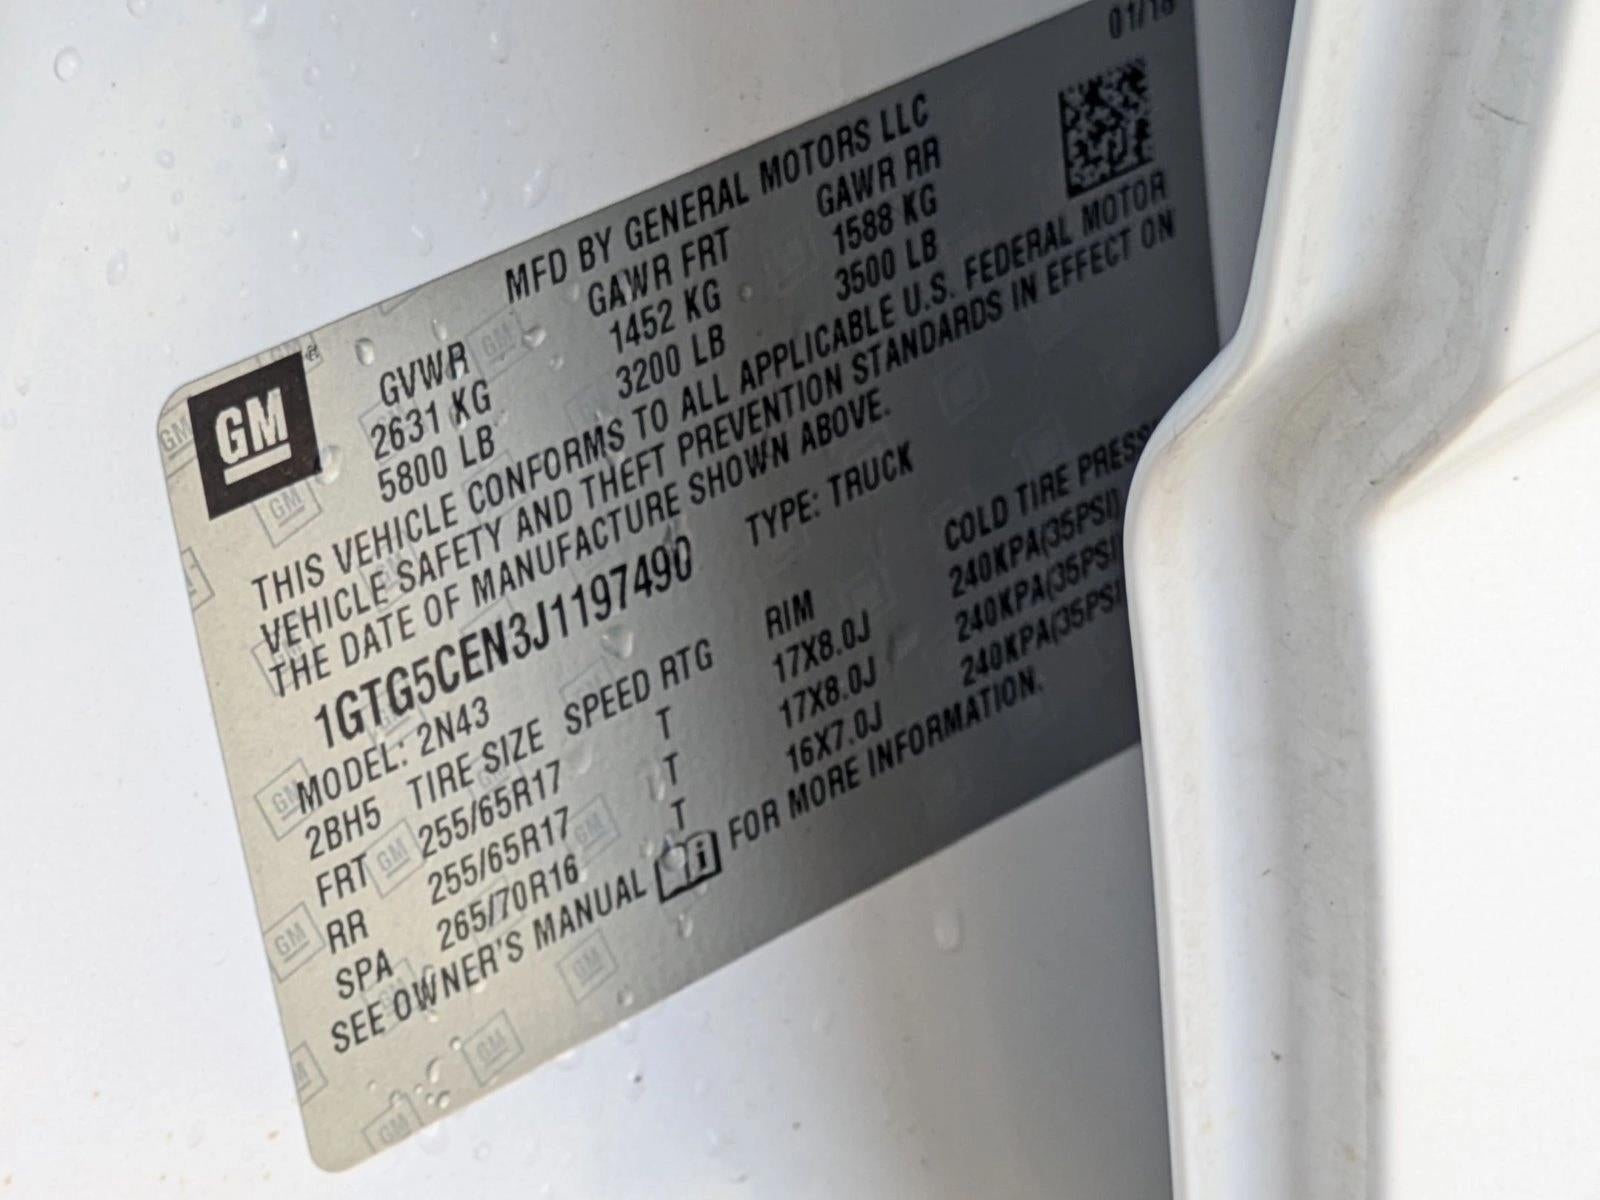 01/18
MFD BY GENERAL MOTORS LLC
GM
GVWR GAWR FRT GAWR RR
2631 KG 1452 KG 1588 KG
5800 LB 3200 LB 3500 LB
THIS VEHICLE CONFORMS TO ALL APPLICABLE U.S. FEDERAL MOTOR
VEHICLE SAFETY AND THEFT PREVENTION STANDARDS IN EFFECT ON
THE DATE OF MANUFACTURE SHOWN ABOVE.
1GTG5CEN3J1197490 TYPE: TRUCK
MODEL: 2N43
2BH5 TIRE SIZE SPEED RTG RIM COLD TIRE PRESS
FRT 255/65R17 T 17X8.0J 240KPA(35PSI)
RR 255/65R17 T 17X8.0J 240KPA(35PSI)
SPA 265/70R16 T 16X7.0J 240KPA(35PSI
SEE OWNER'S MANUAL i FOR MORE INFORMATION.